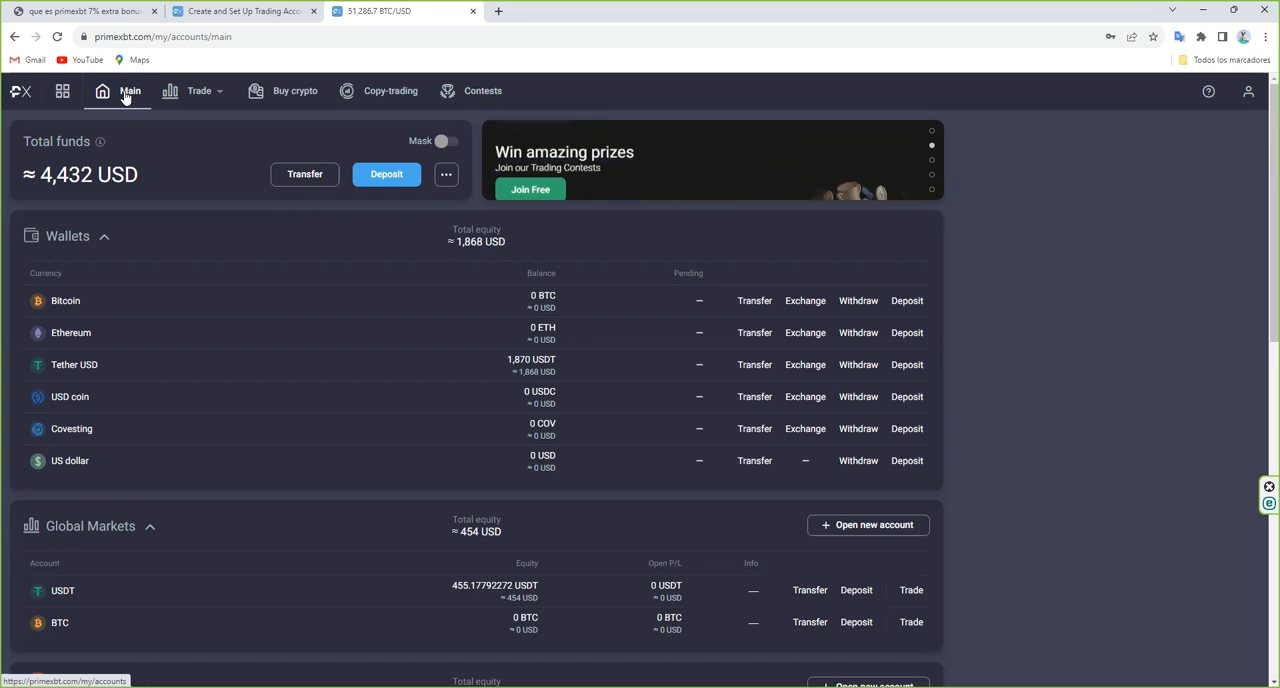 que es primexbt 7% extra bonu
Create and Set Up Trading Acco
51,286.7 BTC/USD
primexbt.com/my/accounts/main
Gmail YouTube Maps Todos los marcadores
PX Main Trade Buy crypto Copy-trading Contests
Total funds Mask
≈ 4,432 USD Transfer Deposit ...
Win amazing prizes
Join our Trading Contests
Join Free
Wallets
Total equity
≈ 1,868 USD
Currency Balance Pending
Bitcoin 0 BTC — Transfer Exchange Withdraw Deposit
≈ 0 USD
Ethereum 0 ETH — Transfer Exchange Withdraw Deposit
≈ 0 USD
Tether USD 1,870 USDT — Transfer Exchange Withdraw Deposit
≈ 1,868 USD
USD coin 0 USDC — Transfer Exchange Withdraw Deposit
≈ 0 USD
Covesting 0 COV — Transfer Exchange Withdraw Deposit
≈ 0 USD
US dollar 0 USD — Transfer — Withdraw Deposit
≈ 0 USD
Global Markets
Total equity
≈ 454 USD
+ Open new account
Account Equity Open P/L Info
USDT 455.17792272 USDT 0 USDT — Transfer Deposit Trade
≈ 454 USD ≈ 0 USD
BTC 0 BTC 0 BTC — Transfer Deposit Trade
≈ 0 USD ≈ 0 USD
Total equity
+ Open new account
https://primexbt.com/my/accounts